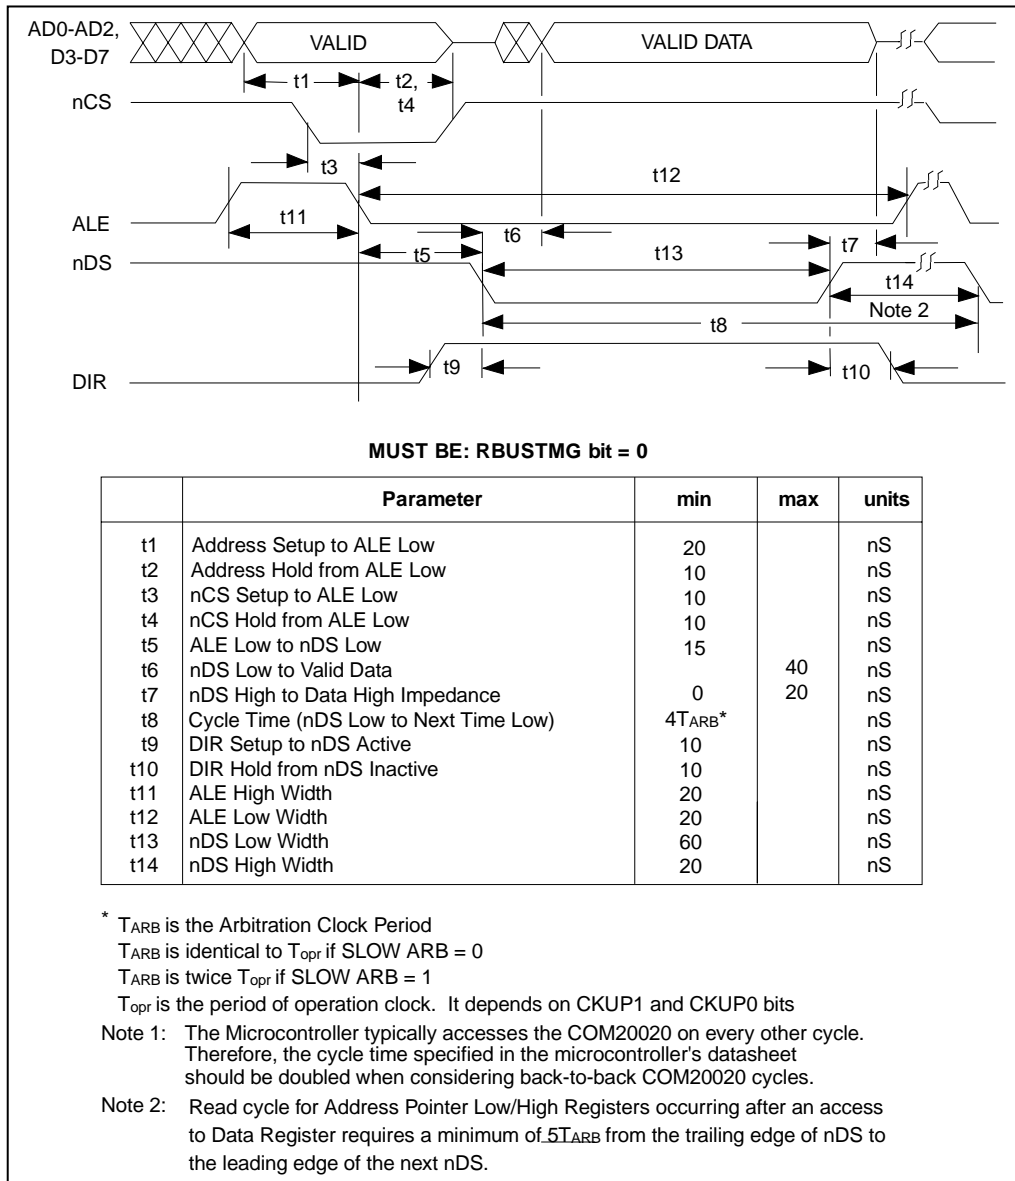 AD0-AD2,
D3-D7
VALID
VALID DATA
t1
t2,
t4
nCS
t3
t12
ALE
t11
t6
t7
nDS
t5
t13
t14
Note 2
t8
t9
t10
DIR
MUST BE: RBUSTMG bit = 0
Parameter min max units
t1 Address Setup to ALE Low 20 nS
t2 Address Hold from ALE Low 10 nS
t3 nCS Setup to ALE Low 10 nS
t4 nCS Hold from ALE Low 10 nS
t5 ALE Low to nDS Low 15 nS
t6 nDS Low to Valid Data 40 nS
t7 nDS High to Data High Impedance 0 20 nS
t8 Cycle Time (nDS Low to Next Time Low) 4TARB* nS
t9 DIR Setup to nDS Active 10 nS
t10 DIR Hold from nDS Inactive 10 nS
t11 ALE High Width 20 nS
t12 ALE Low Width 20 nS
t13 nDS Low Width 60 nS
t14 nDS High Width 20 nS
* TARB is the Arbitration Clock Period
TARB is identical to Topr if SLOW ARB = 0
TARB is twice Topr if SLOW ARB = 1
Topr is the period of operation clock. It depends on CKUP1 and CKUP0 bits
Note 1: The Microcontroller typically accesses the COM20020 on every other cycle.
Therefore, the cycle time specified in the microcontroller's datasheet
should be doubled when considering back-to-back COM20020 cycles.
Note 2: Read cycle for Address Pointer Low/High Registers occurring after an access
to Data Register requires a minimum of 5TARB from the trailing edge of nDS to
the leading edge of the next nDS.